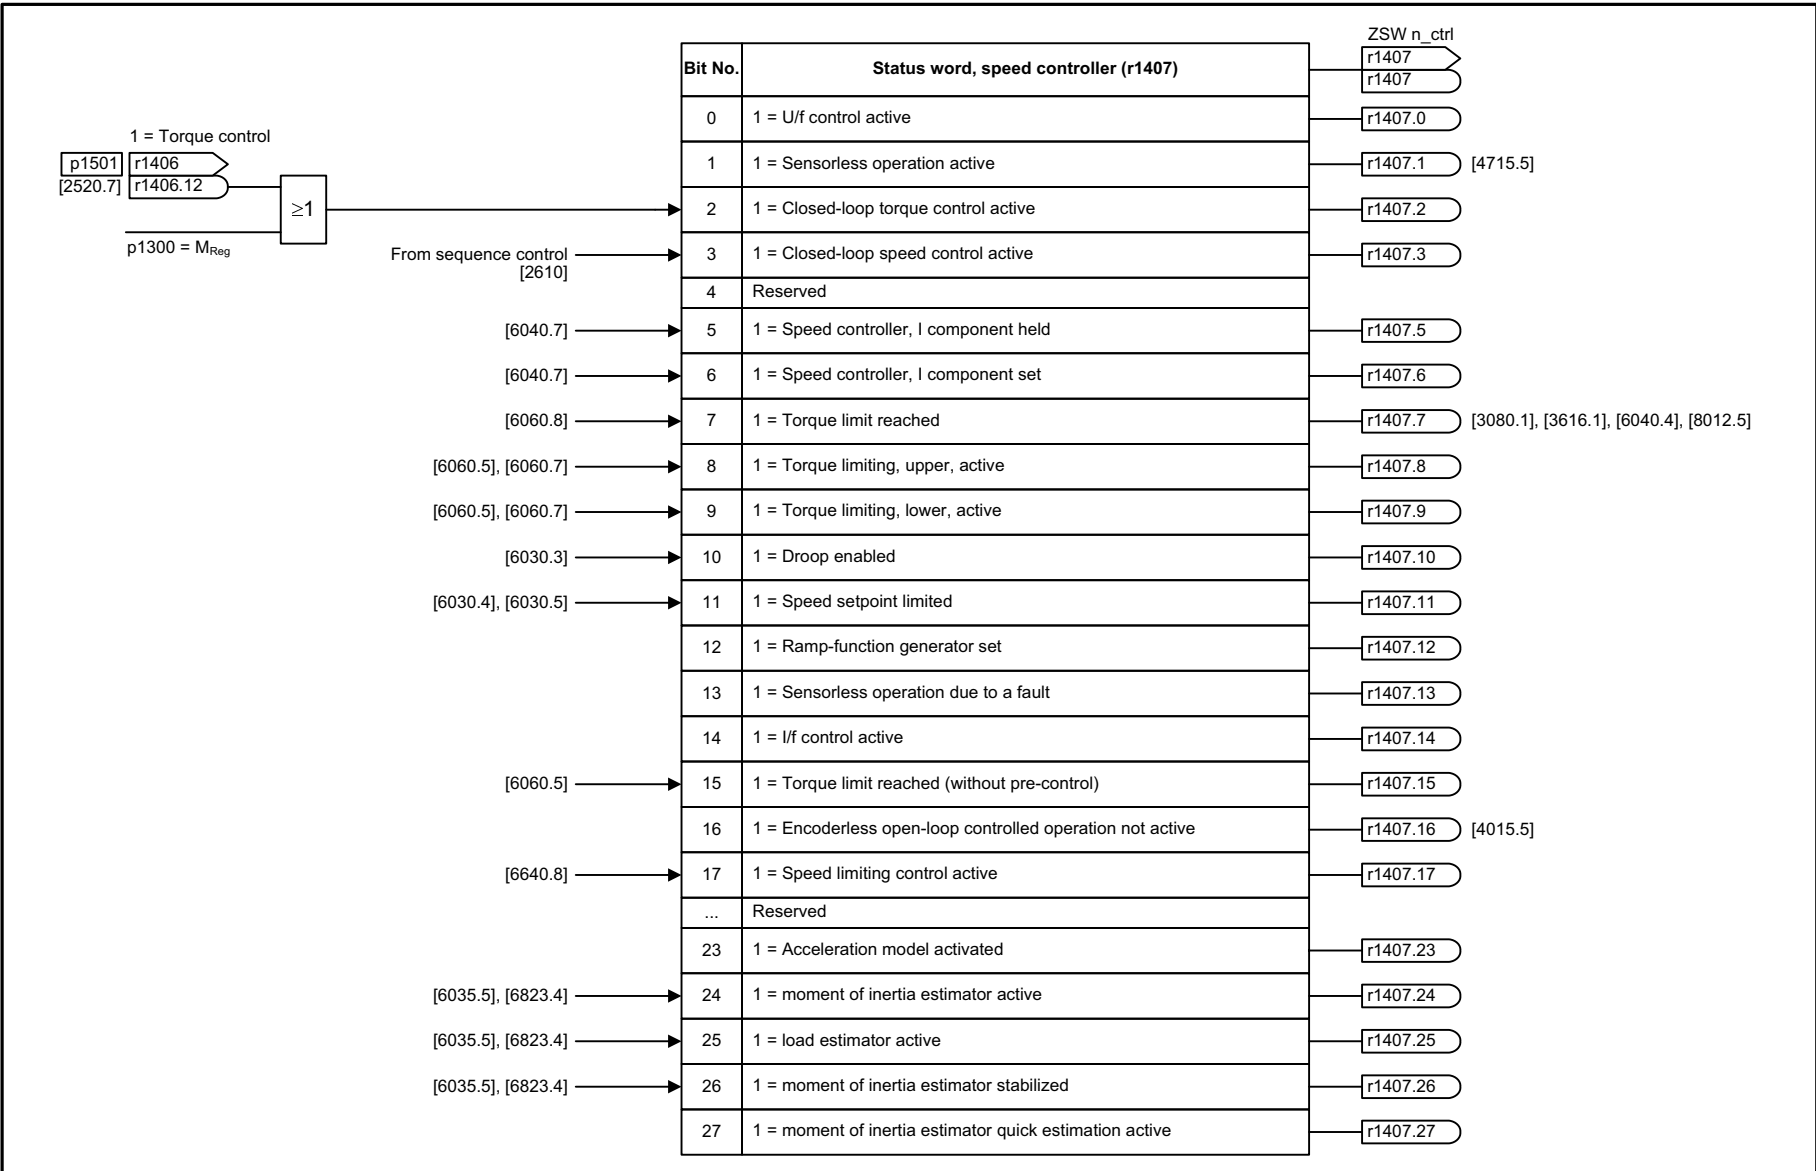 ZSW n_ctrl
Bit No. Status word, speed controller (r1407) r1407
r1407
0 1 = U/f control active r1407.0
1 = Torque control
p1501 r1406
[2520.7] r1406.12
≥1
p1300 = MReg
1 1 = Sensorless operation active r1407.1 [4715.5]
2 1 = Closed-loop torque control active r1407.2
From sequence control
[2610]
3 1 = Closed-loop speed control active r1407.3
4 Reserved
[6040.7] 5 1 = Speed controller, I component held r1407.5
[6040.7] 6 1 = Speed controller, I component set r1407.6
[6060.8] 7 1 = Torque limit reached r1407.7 [3080.1], [3616.1], [6040.4], [8012.5]
[6060.5], [6060.7] 8 1 = Torque limiting, upper, active r1407.8
[6060.5], [6060.7] 9 1 = Torque limiting, lower, active r1407.9
[6030.3] 10 1 = Droop enabled r1407.10
[6030.4], [6030.5] 11 1 = Speed setpoint limited r1407.11
12 1 = Ramp-function generator set r1407.12
13 1 = Sensorless operation due to a fault r1407.13
14 1 = I/f control active r1407.14
[6060.5] 15 1 = Torque limit reached (without pre-control) r1407.15
16 1 = Encoderless open-loop controlled operation not active r1407.16 [4015.5]
[6640.8] 17 1 = Speed limiting control active r1407.17
... Reserved
23 1 = Acceleration model activated r1407.23
[6035.5], [6823.4] 24 1 = moment of inertia estimator active r1407.24
[6035.5], [6823.4] 25 1 = load estimator active r1407.25
[6035.5], [6823.4] 26 1 = moment of inertia estimator stabilized r1407.26
27 1 = moment of inertia estimator quick estimation active r1407.27